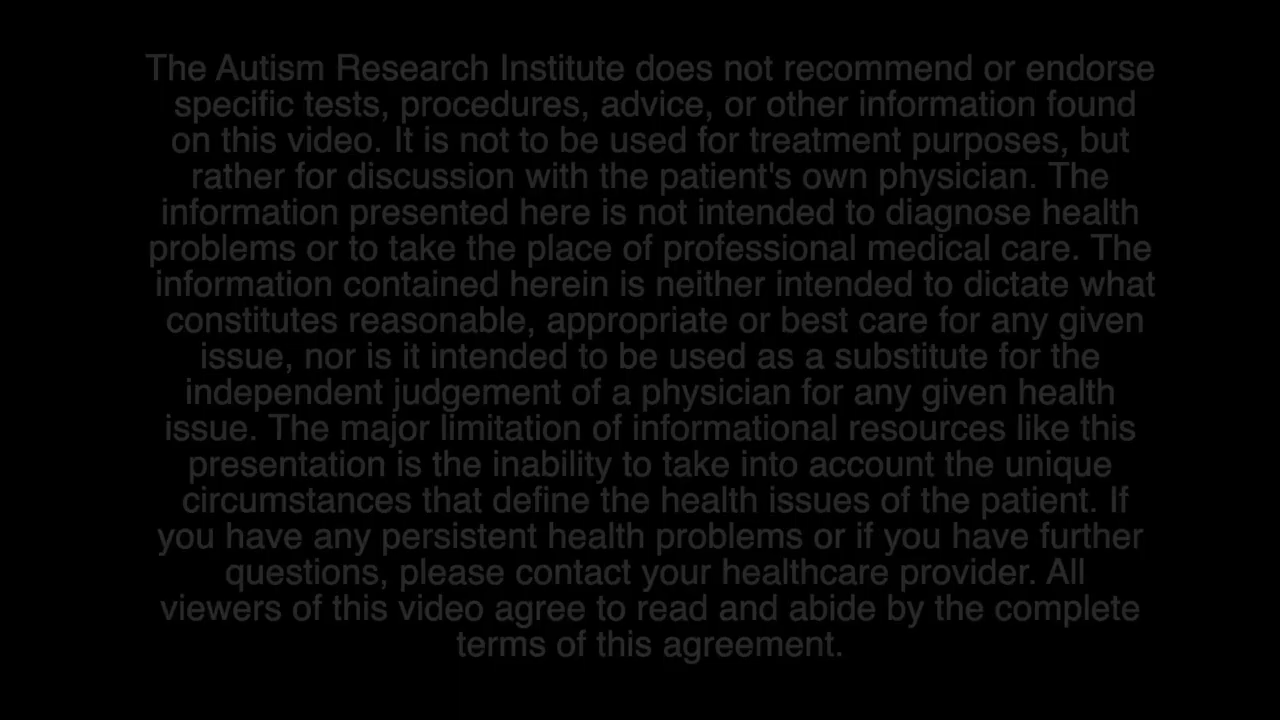 The Autism Research Institute does not recommend or endorse
specific tests, procedures, advice, or other information found
on this video. It is not to be used for treatment purposes, but
rather for discussion with the patient's own physician. The
information presented here is not intended to diagnose health
problems or to take the place of professional medical care. The
information contained herein is neither intended to dictate what
constitutes reasonable, appropriate or best care for any given
issue, nor is it intended to be used as a substitute for the
independent judgement of a physician for any given health
issue. The major limitation of informational resources like this
presentation is the inability to take into account the unique
circumstances that define the health issues of the patient. If
you have any persistent health problems or if you have further
questions, please contact your healthcare provider. All
viewers of this video agree to read and abide by the complete
terms of this agreement.